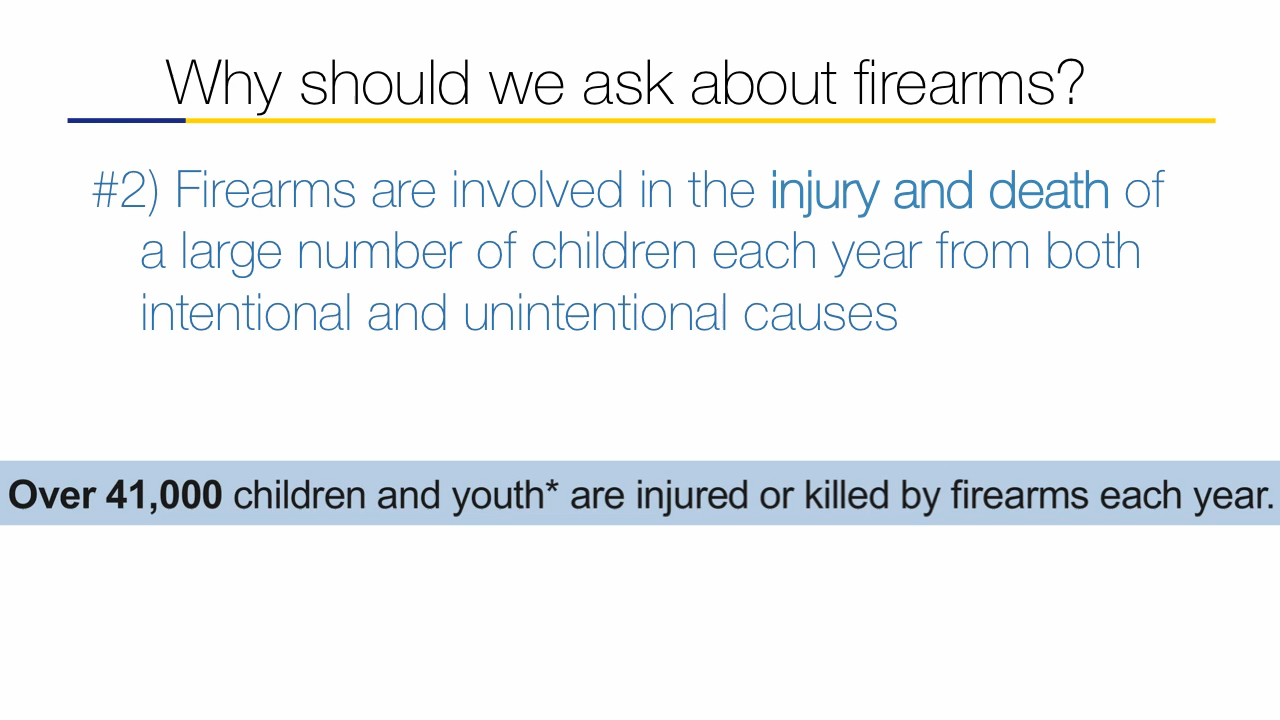 Why should we ask about firearms?
#2) Firearms are involved in the injury and death of
a large number of children each year from both
intentional and unintentional causes
Over 41,000 children and youth* are injured or killed by firearms each year.